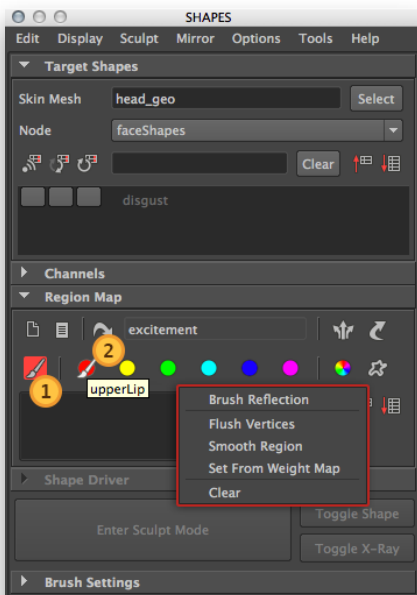 SHAPES
Edit Display Sculpt Mirror Options Tools Help
Target Shapes
Skin Mesh head_geo Select
Node faceShapes
Clear
disgust
Channels
Region Map
excitement
2
1
upperLip
Brush Reflection
Flush Vertices
Smooth Region
Set From Weight Map
Clear
Shape Driver
Enter Sculpt Mode
Toggle Shape
Toggle X-Ray
Brush Settings